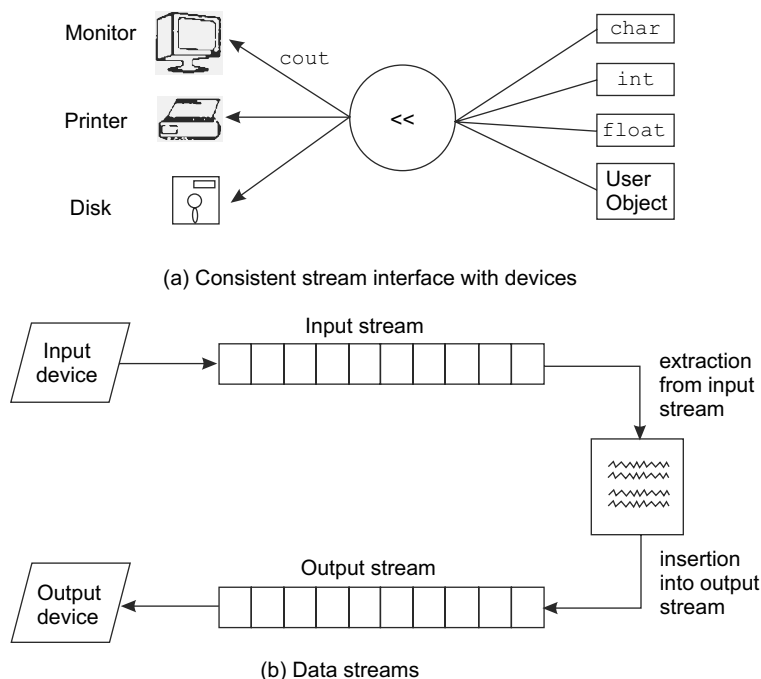 Monitor
cout
char
int
Printer
<<
float
Disk
User
Object
(a) Consistent stream interface with devices
Input stream
Input
device
extraction
from input
stream
Output stream
Output
device
insertion
into output
stream
(b) Data streams